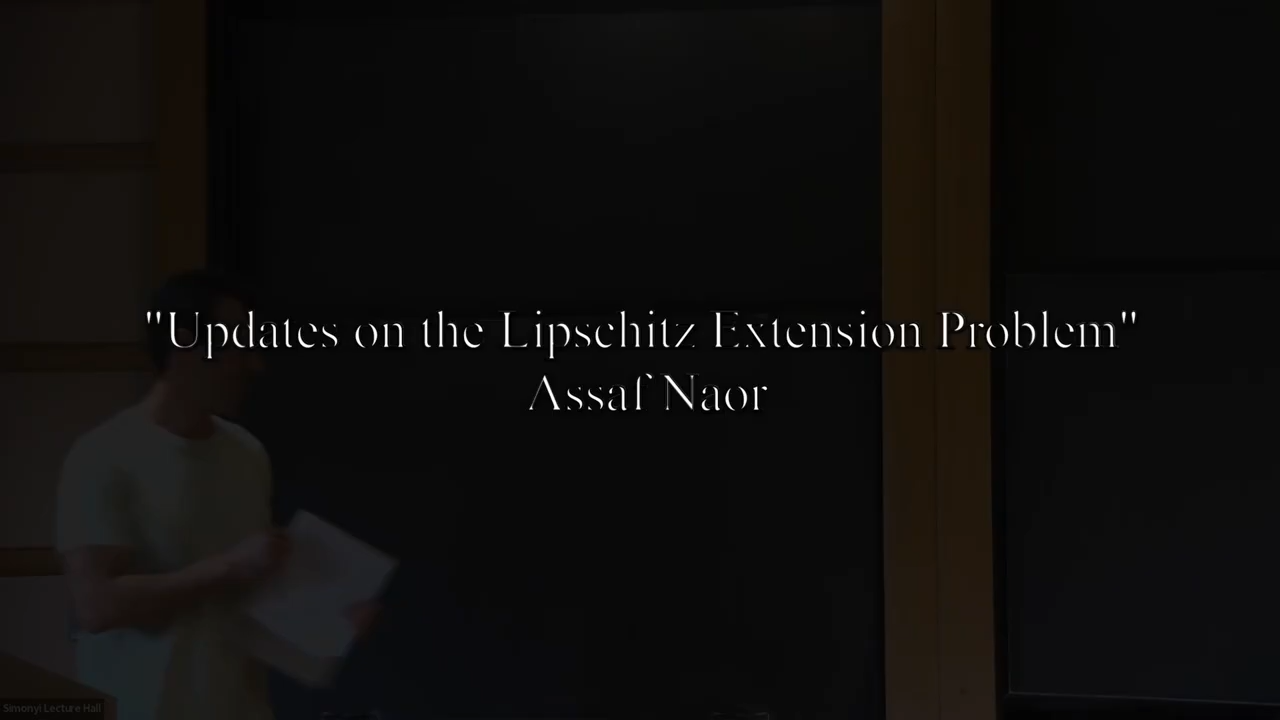 "Updates on the Lipschitz Extension Problem"
Assaf Naor
Simonyi Lecture Hall